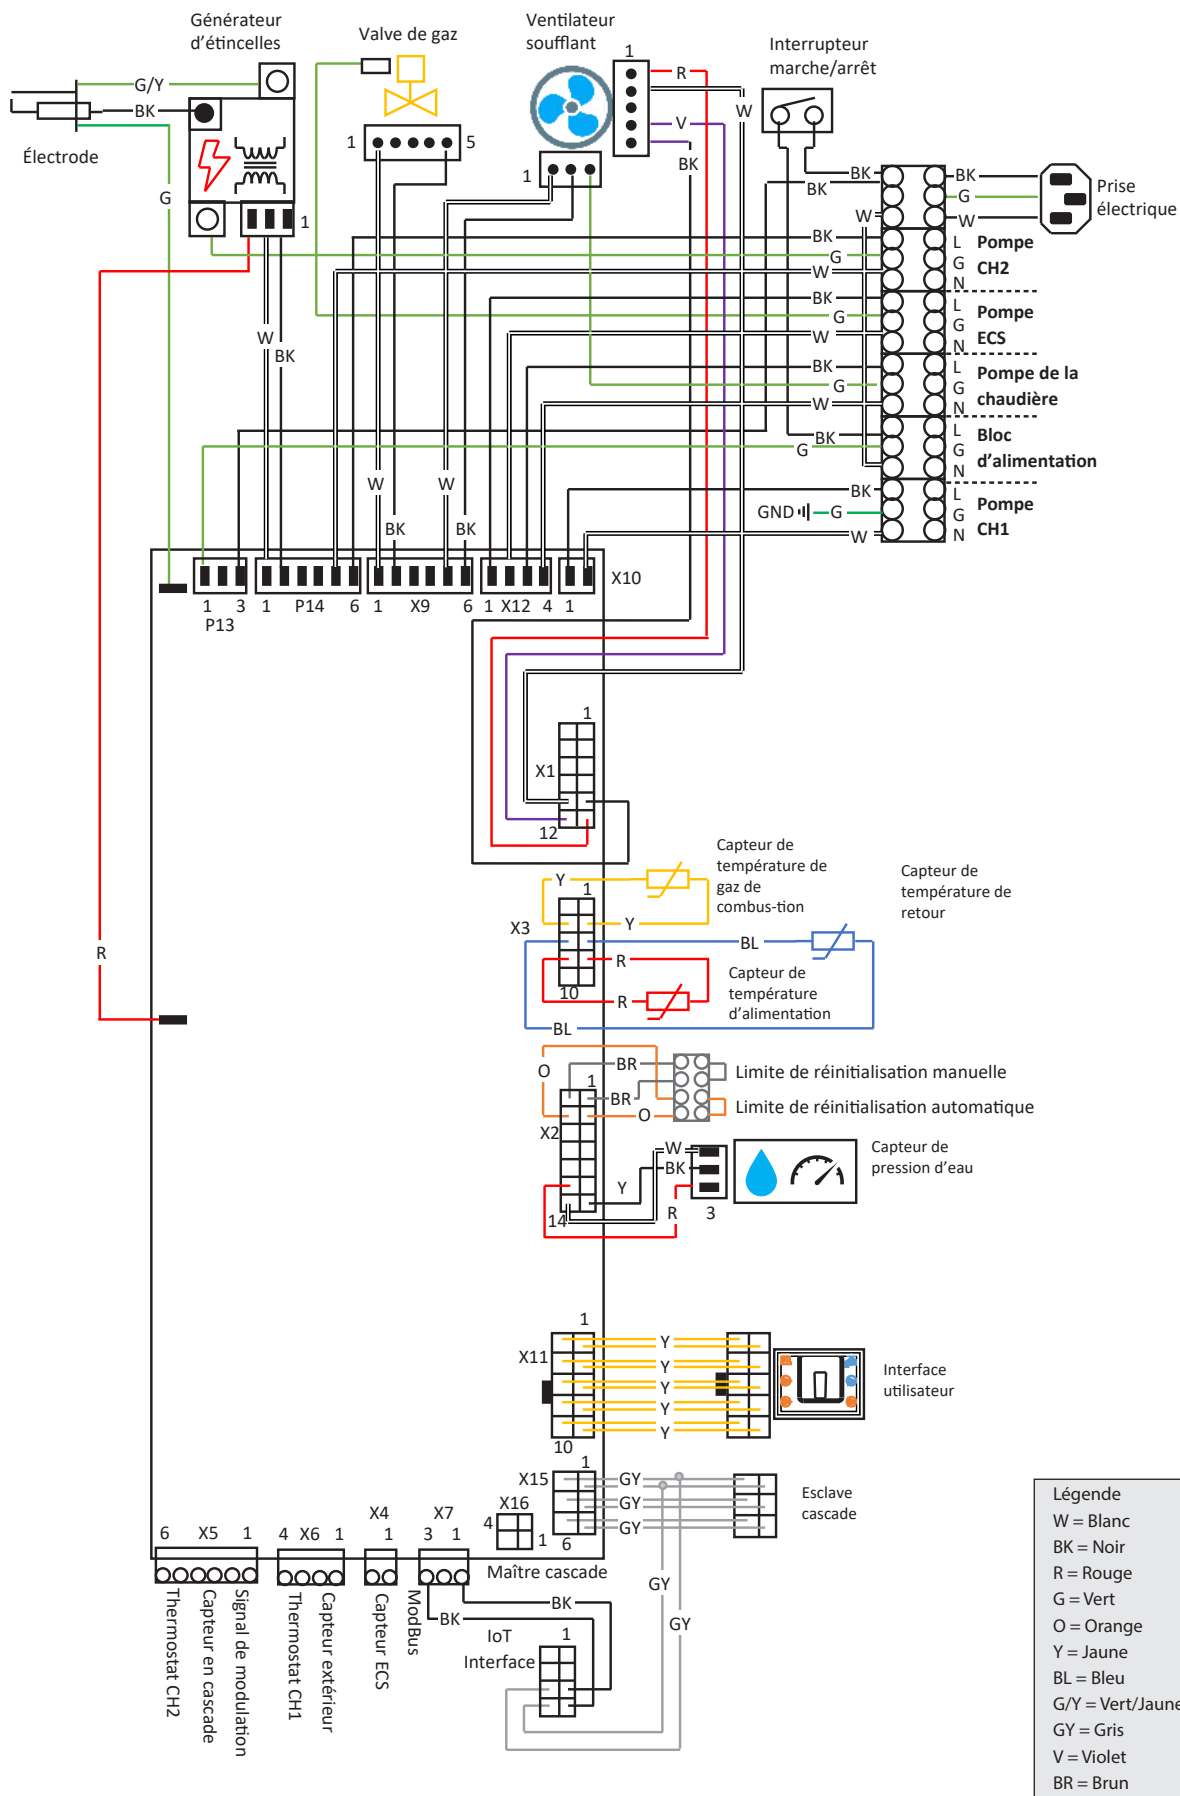 Générateur
d'étincelles
Valve de gaz
Ventilateur
soufflant
Interrupteur
marche/arrêt
Électrode
G/Y
BK
G
1
1
5
1
1
R
W
V
BK
BK
BK
W
BK
G
W
Prise
électrique
BK
G
W
L
G
N
Pompe
CH2
BK
G
W
L
G
N
Pompe
ECS
BK
G
W
L
G
N
Pompe de la
chaudière
BK
G
L
G
N
Bloc
d'alimentation
BK
GND
G
W
L
G
N
Pompe
CH1
W
BK
W
BK
W
BK
1
3
P13
1
P14
6
1
X9
6
1
X12
4
1
X10
1
X1
12
R
Capteur de
température de
gaz de
combus-tion
Capteur de
température de
retour
Y
Y
1
X3
10
BL
R
R
BL
Capteur de
température
d'alimentation
O
BR
BR
O
1
X2
14
Limite de réinitialisation manuelle
Limite de réinitialisation automatique
W
BK
Y
R
3
Capteur de
pression d'eau
1
X11
10
Y
Y
Y
Y
Y
Interface
utilisateur
1
X15
6
GY
GY
GY
Esclave
cascade
X16
4
1
Maître cascade
6
X5
1
4
X6
1
X4
1
X7
3
1
Thermostat CH2
Capteur en cascade
Signal de modulation
Thermostat CH1
Capteur extérieur
Capteur ECS
ModBus
BK
BK
GY
GY
IoT
Interface
1
Légende
W = Blanc
BK = Noir
R = Rouge
G = Vert
O = Orange
Y = Jaune
BL = Bleu
G/Y = Vert/Jaune
GY = Gris
V = Violet
BR = Brun